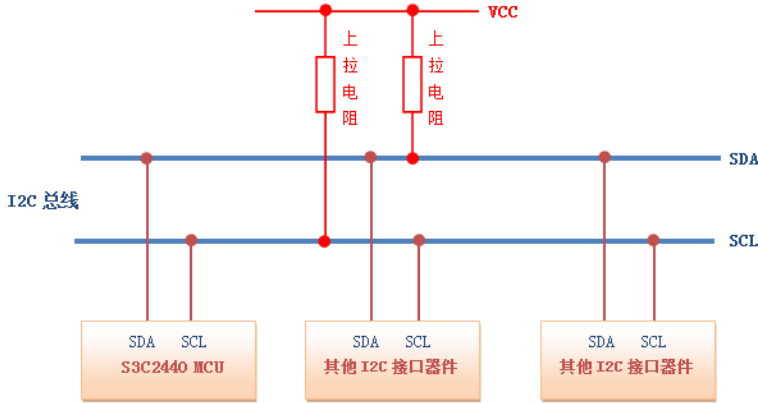 VCC
上拉电阻
上拉电阻
SDA
I2C 总线
SCL
SDA SCL
S3C2440 MCU
SDA SCL
其他 I2C 接口器件
SDA SCL
其他 I2C 接口器件